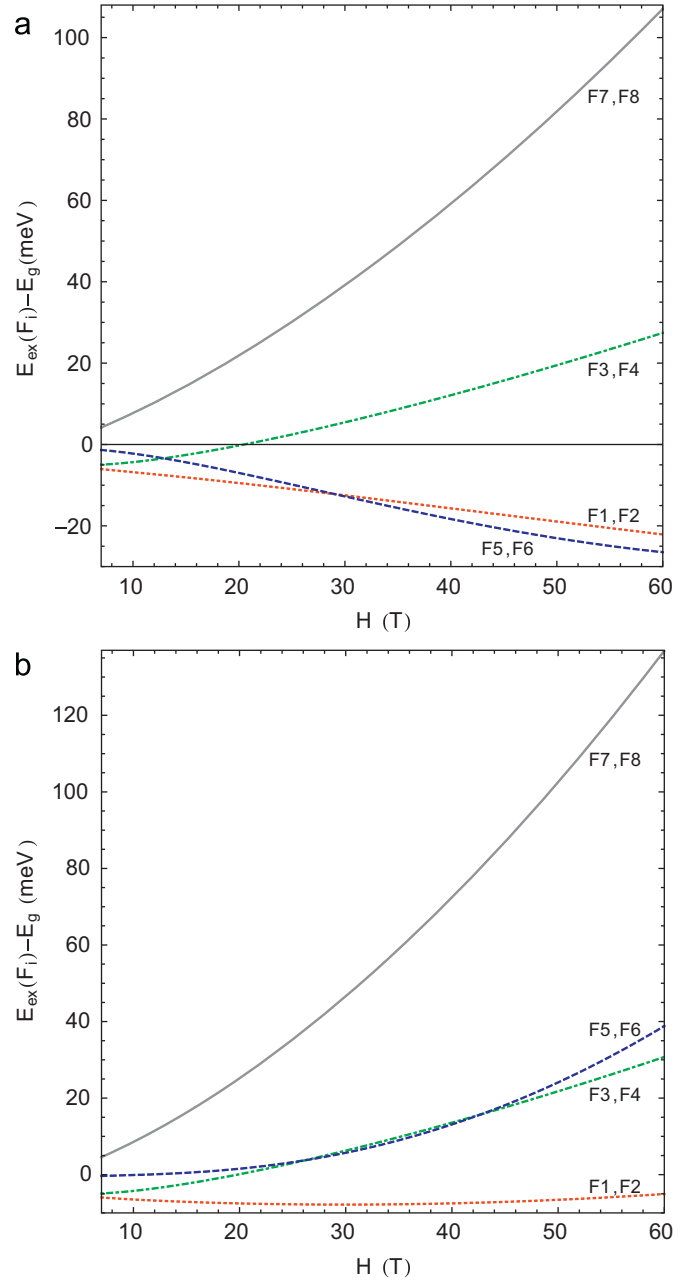 a
100
80
60
40
20
0
−20
E_ex(F_i)−E_g(meV)
F7,F8
F3,F4
F1,F2
F5,F6
10 20 30 40 50 60
H (T)
b
120
100
80
60
40
20
0
E_ex(F_i)−E_g (meV)
F7,F8
F5,F6
F3,F4
F1,F2
10 20 30 40 50 60
H (T)